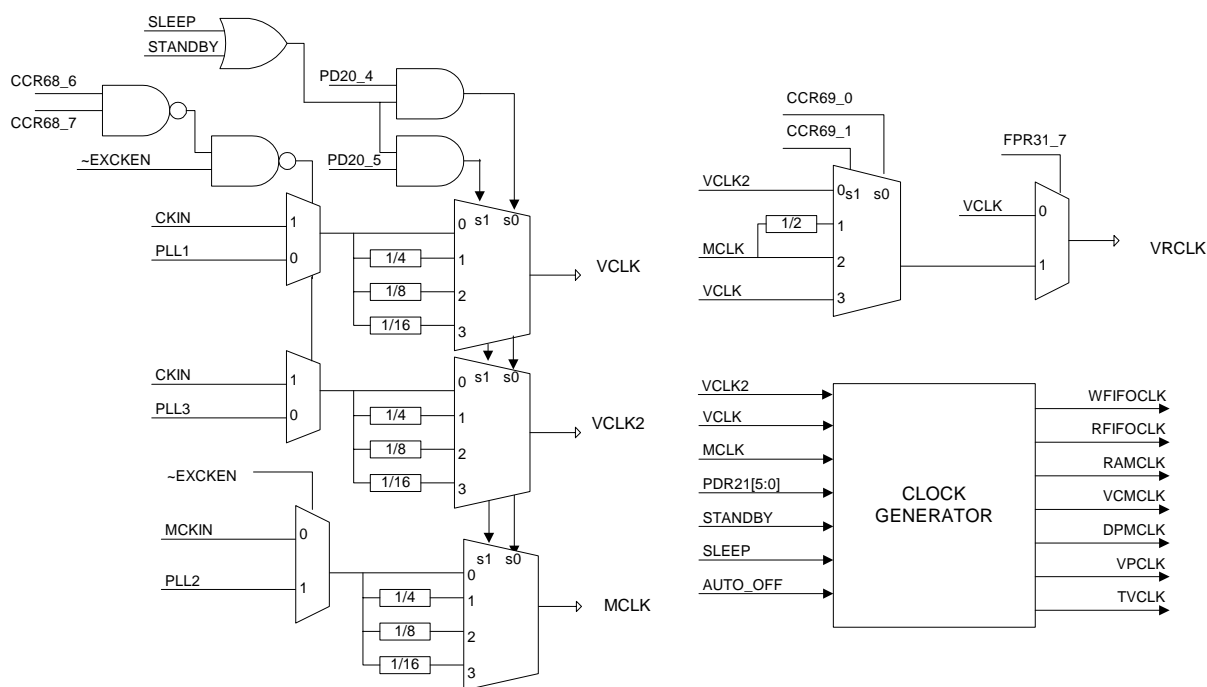 SLEEP
STANDBY
PD20_4
CCR68_6
CCR68_7
~EXCKEN
PD20_5
s1 s0
CKIN
1
PLL1
0
0
1/4
1
1/8
2
1/16
3
VCLK
CKIN
1
PLL3
0
s1 s0
0
1/4
1
1/8
2
1/16
3
VCLK2
~EXCKEN
MCKIN
0
PLL2
1
s1 s0
0
1/4
1
1/8
2
1/16
3
MCLK
CCR69_0
CCR69_1
FPR31_7
VCLK2
0 s1 s0
1/2
1
MCLK
2
VCLK
3
VCLK
0
1
VRCLK
VCLK2
VCLK
MCLK
PDR21[5:0]
STANDBY
SLEEP
AUTO_OFF
CLOCK
GENERATOR
WFIFOCLK
RFIFOCLK
RAMCLK
VCMCLK
DPMCLK
VPCLK
TVCLK